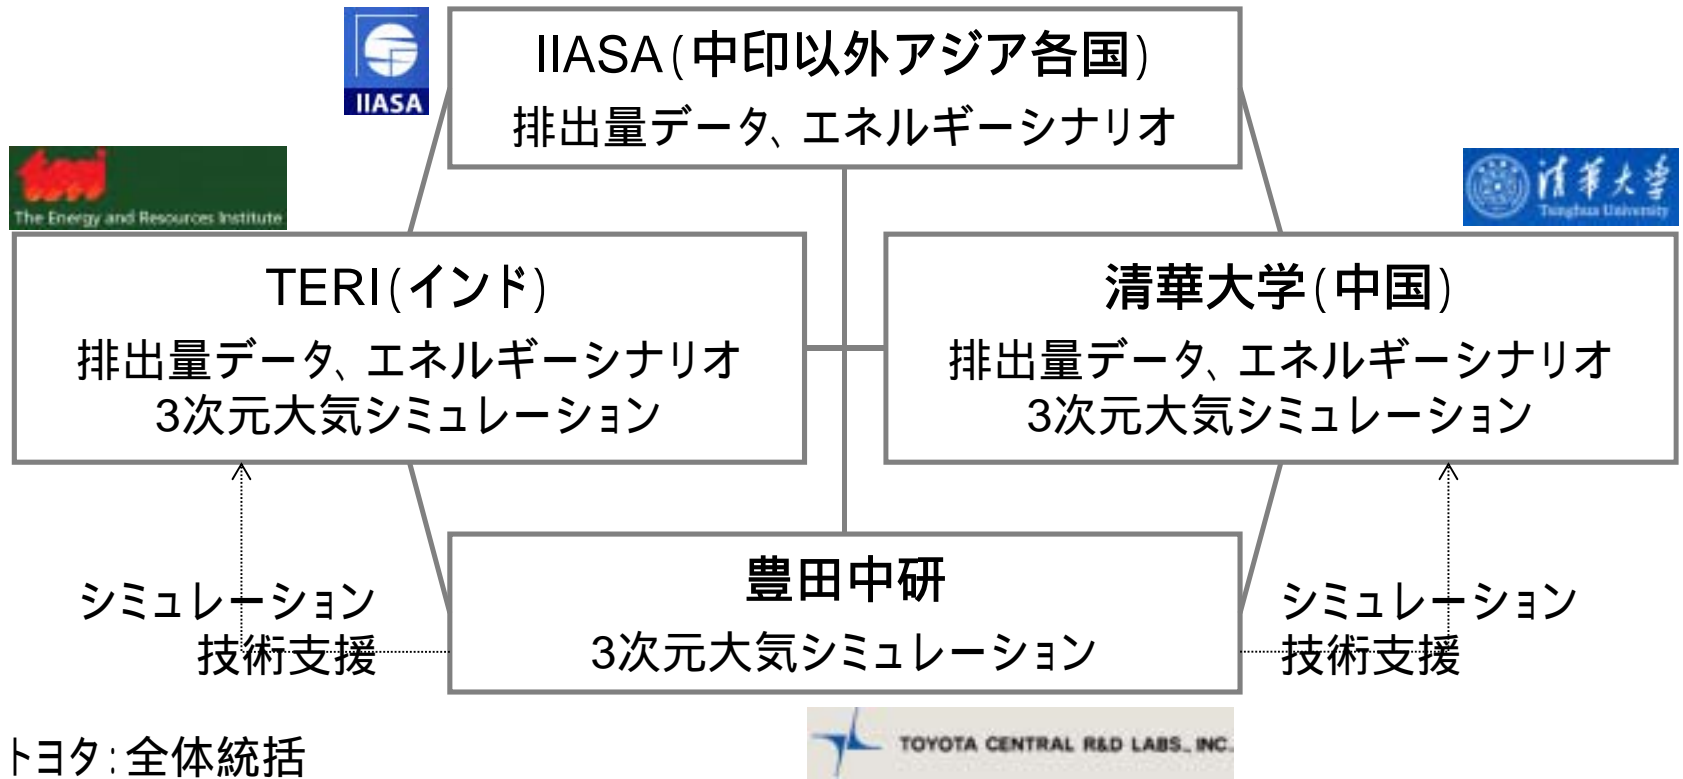 IIASA
IIASA(中印以外アジア各国)
排出量データ、エネルギーシナリオ
teri
The Energy and Resources Institute
清華大学
Tsinghua University
TERI(インド)
排出量データ、エネルギーシナリオ
3次元大気シミュレーション
清華大学(中国)
排出量データ、エネルギーシナリオ
3次元大気シミュレーション
シミュレーション
技術支援
豊田中研
3次元大気シミュレーション
シミュレーション
技術支援
トヨタ:全体統括
TOYOTA CENTRAL R&D LABS., INC.